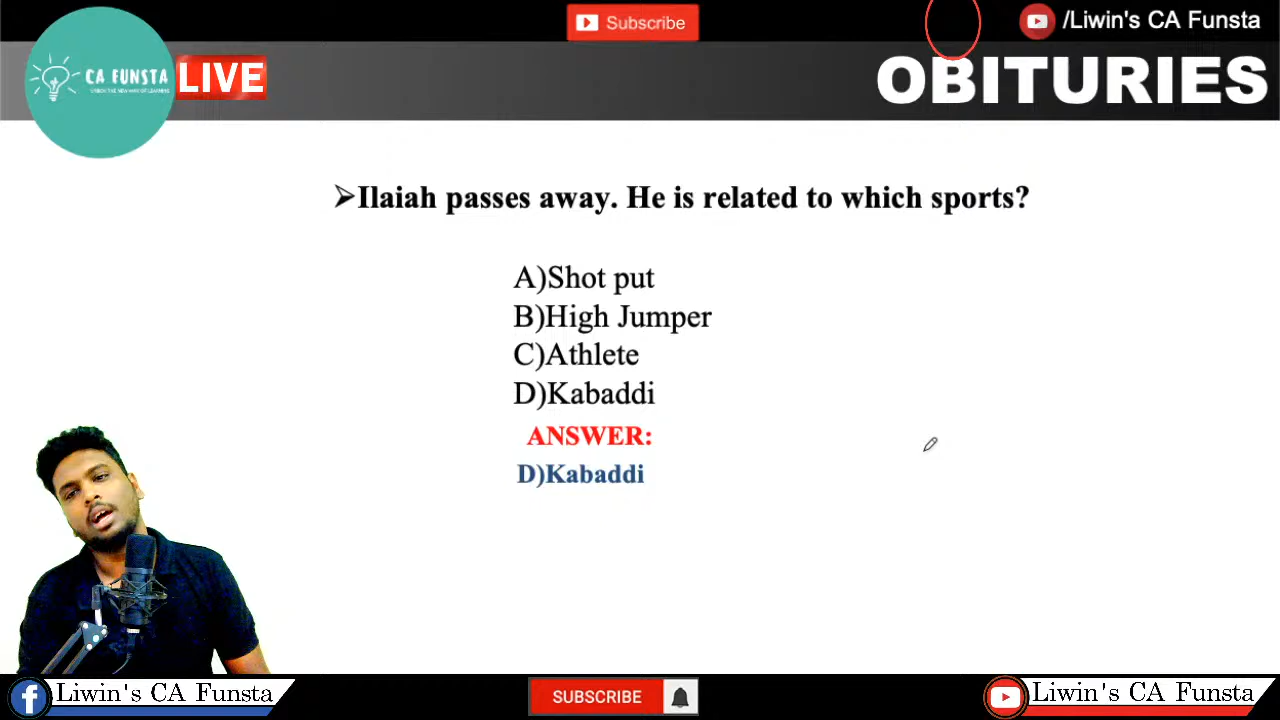 Subscribe
/Liwin's CA Funsta
CA FUNSTA
LIVE
OBITURIES
➢Ilaiah passes away. He is related to which sports?
A)Shot put
B)High Jumper
C)Athlete
D)Kabaddi
ANSWER:
D)Kabaddi
Liwin's CA Funsta
SUBSCRIBE
Liwin's CA Funsta